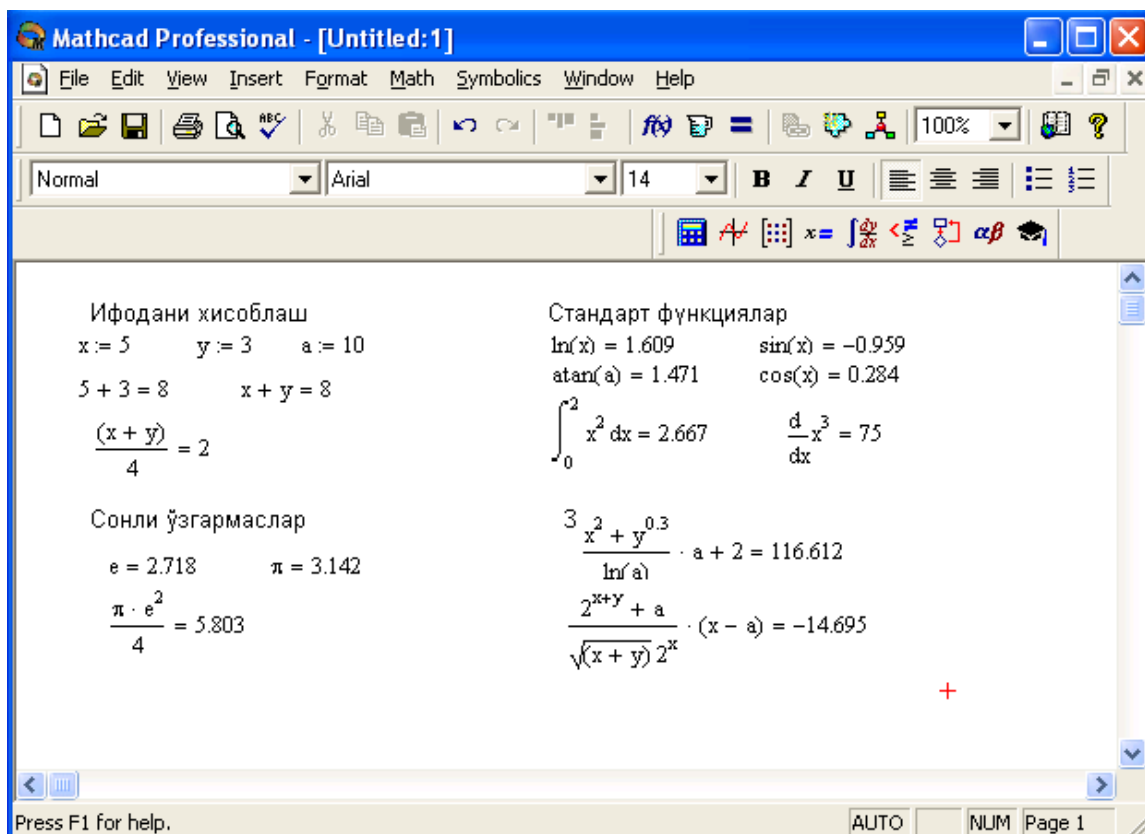 Mathcad Professional - [Untitled:1]
File Edit View Insert Format Math Symbolics Window Help
100%
Normal Arial 14 B I U
Ифодани хисоблаш
x := 5 y := 3 a := 10
5 + 3 = 8 x + y = 8
(x + y)/4 = 2
Сонли ўзгармаслар
e = 2.718 π = 3.142
(π · e^2)/4 = 5.803
Стандарт функциялар
ln(x) = 1.609 sin(x) = −0.959
atan(a) = 1.471 cos(x) = 0.284
∫_0^2 x^2 dx = 2.667 d/dx x^3 = 75
3 (x^2 + y^0.3)/ln(a) · a + 2 = 116.612
(2^(x+y) + a)/(√(x + y) 2^x) · (x − a) = −14.695
Press F1 for help. AUTO NUM Page 1